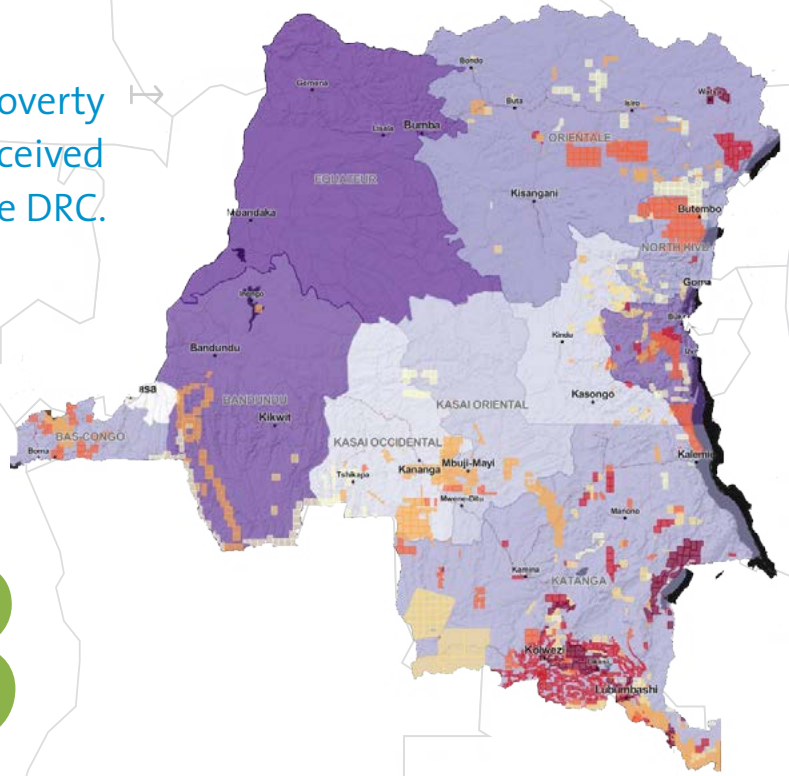 overty
ceived
e DRC.
Gemena
Bondo
Buta
Isiro
Watsa
Lisala
Bumba
ORIENTALE
EQUATEUR
Kisangani
Mbandaka
Butembo
NORTH KIVU
Goma
Inongo
Kindu
Bandundu
asa
BANDUNDU
Kasongo
KASAI ORIENTAL
Kikwit
BAS-CONGO
KASAI OCCIDENTAL
Boma
Kalemie
Tshikapa
Kananga
Mbuji-Mayi
Mwene-Ditu
Manono
Kamina
KATANGA
Kolwezi
Likasi
Lubumbashi